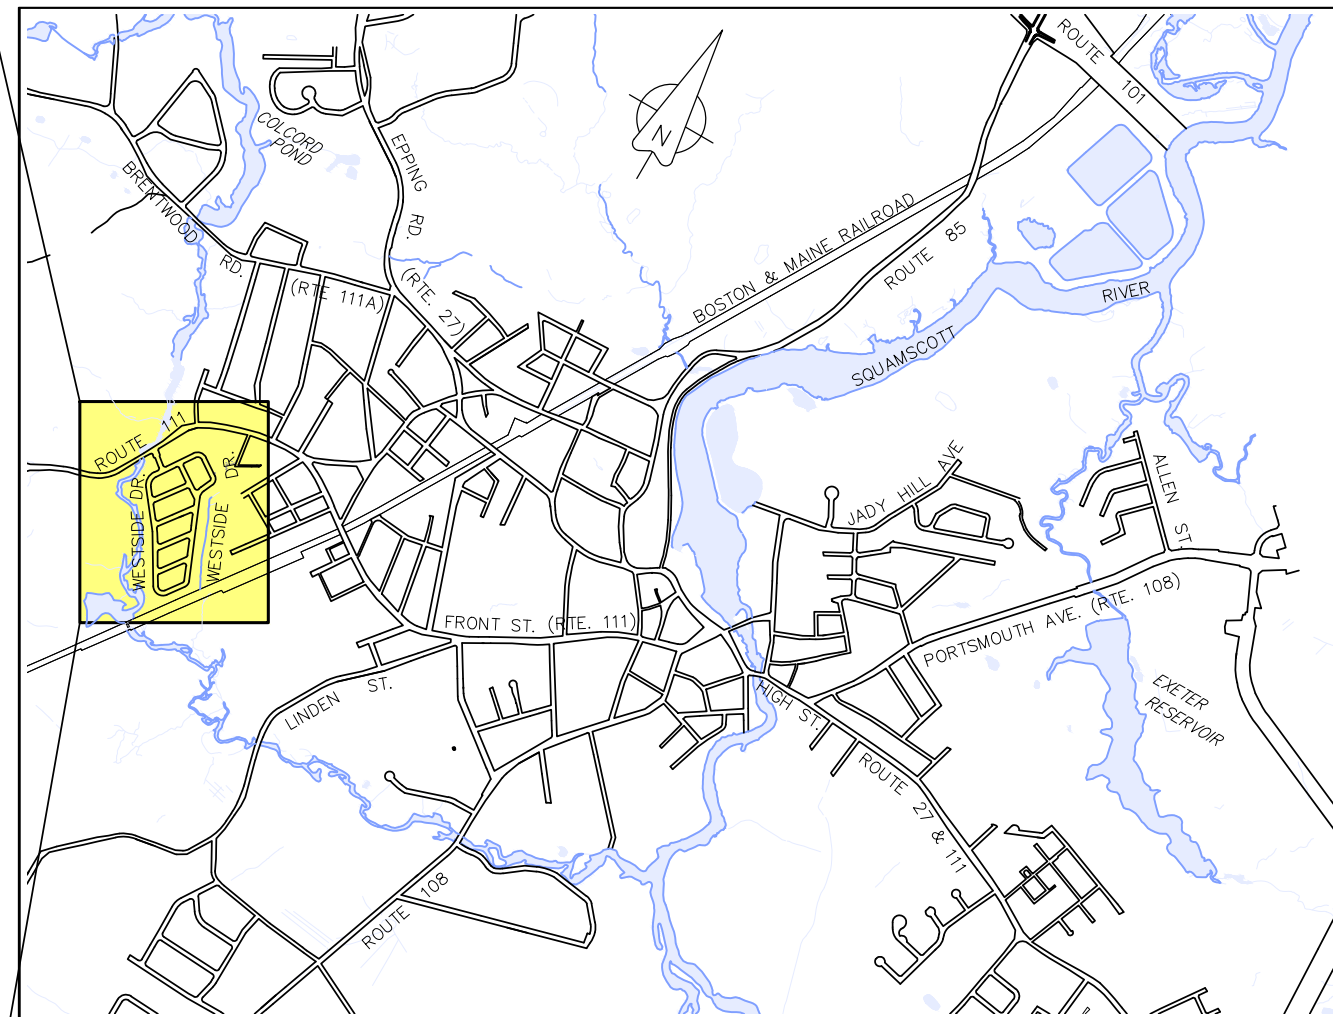 ROUTE 101
COLCORD
POND
EPPING RD. (RTE. 27)
N
BRENTWOOD RD. (RTE 111A)
BOSTON & MAINE RAILROAD
ROUTE 85
RIVER
SQUAMSCOTT
ROUTE 111
WESTSIDE DR.
WESTSIDE DR.
JADY HILL AVE
ALLEN ST.
FRONT ST. (RTE. 111)
PORTSMOUTH AVE. (RTE. 108)
LINDEN ST.
HIGH ST.
EXETER
RESERVOIR
ROUTE 27 & 111
ROUTE 108